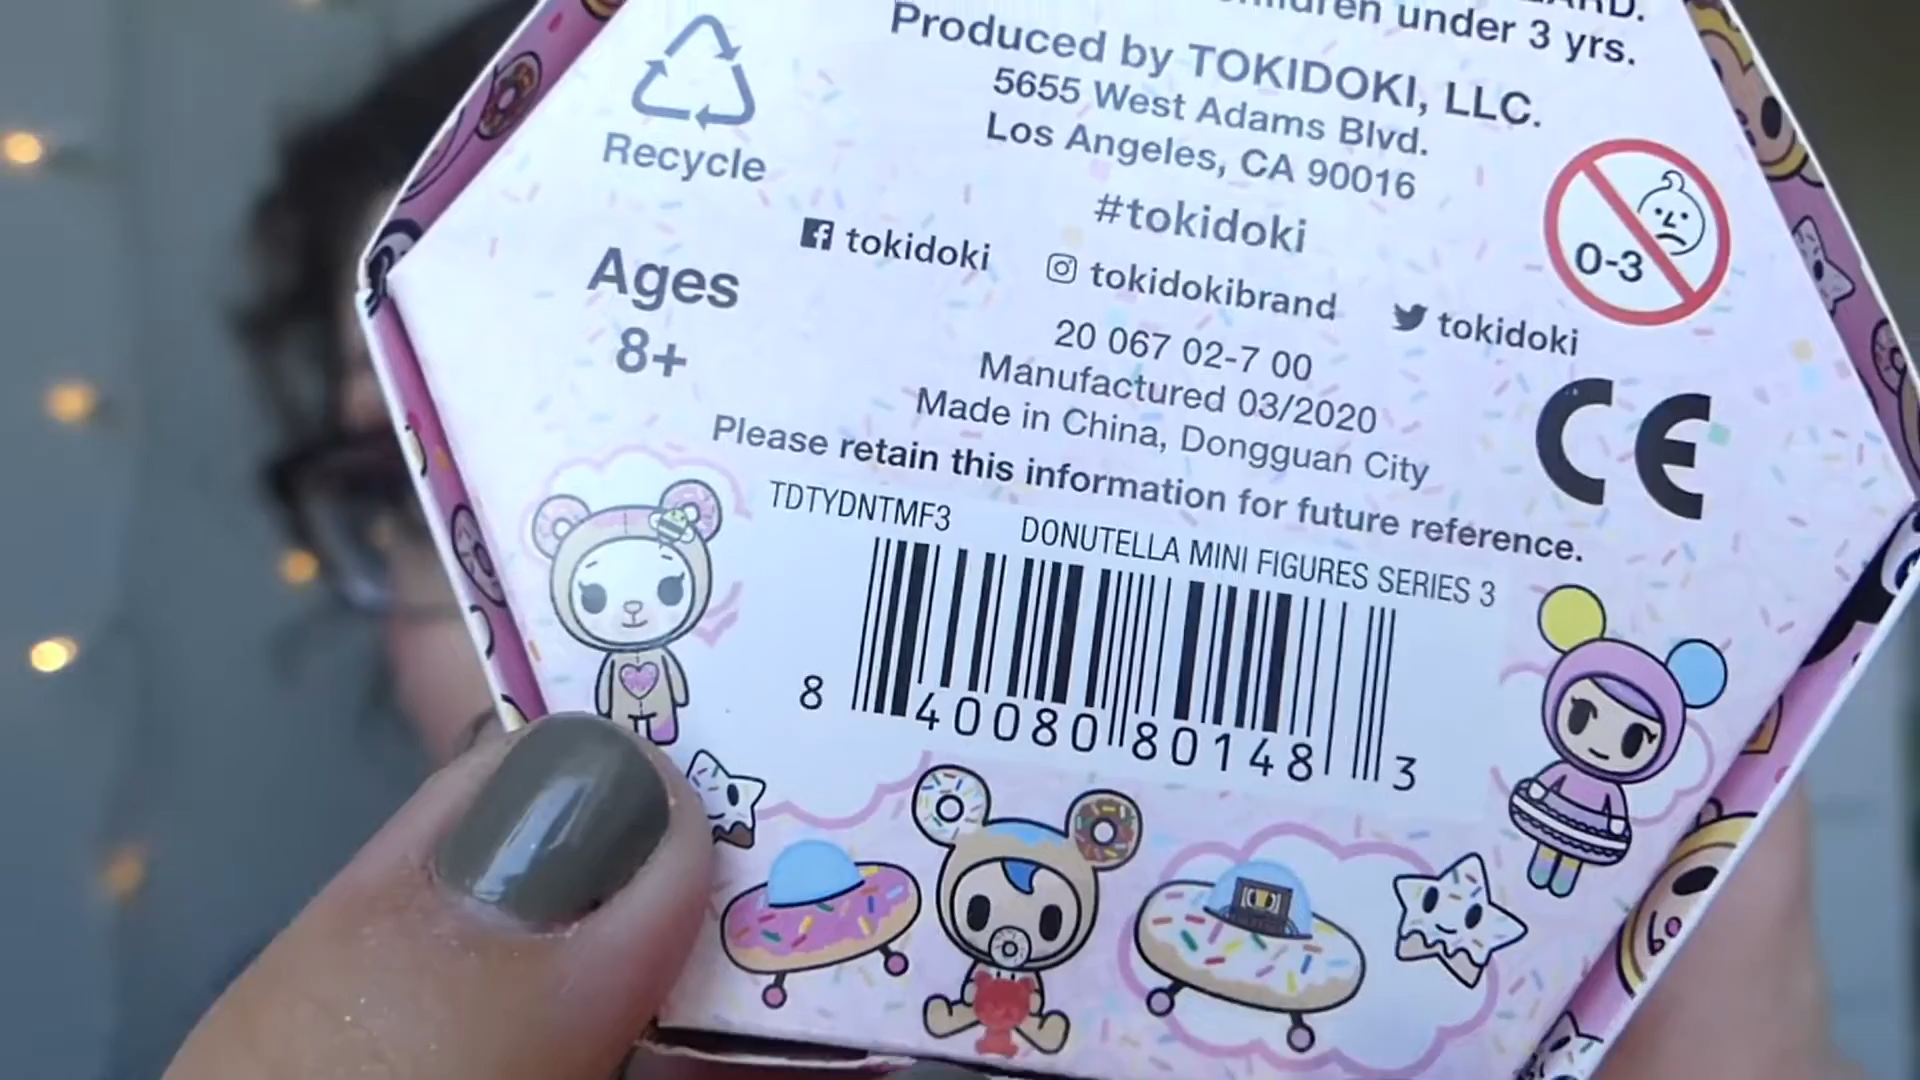 under 3 yrs.
Produced by TOKIDOKI, LLC.
5655 West Adams Blvd.
Los Angeles, CA 90016
#tokidoki
tokidoki
tokidokibrand
tokidoki
Recycle
0-3
Ages
8+
20 067 02-7 00
Manufactured 03/2020
Made in China, Dongguan City
CE
Please retain this information for future reference.
TDTYDNTMF3 DONUTELLA MINI FIGURES SERIES 3
8 40080 80148 3